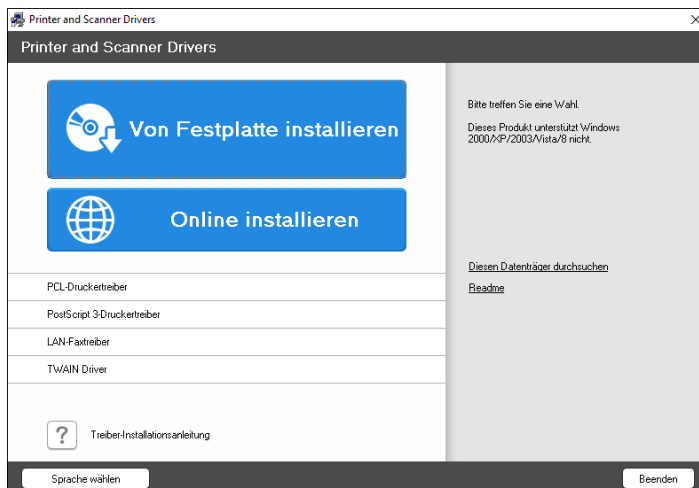 Printer and Scanner Drivers
Printer and Scanner Drivers
Von Festplatte installieren
Online installieren
PCL-Druckertreiber
PostScript 3-Druckertreiber
LAN-Faxtreiber
TWAIN Driver
? Treiber-Installationsanleitung
Bitte treffen Sie eine Wahl.
Dieses Produkt unterstützt Windows
2000/XP/2003/Vista/8 nicht.
Diesen Datenträger durchsuchen
Readme
Sprache wählen
Beenden